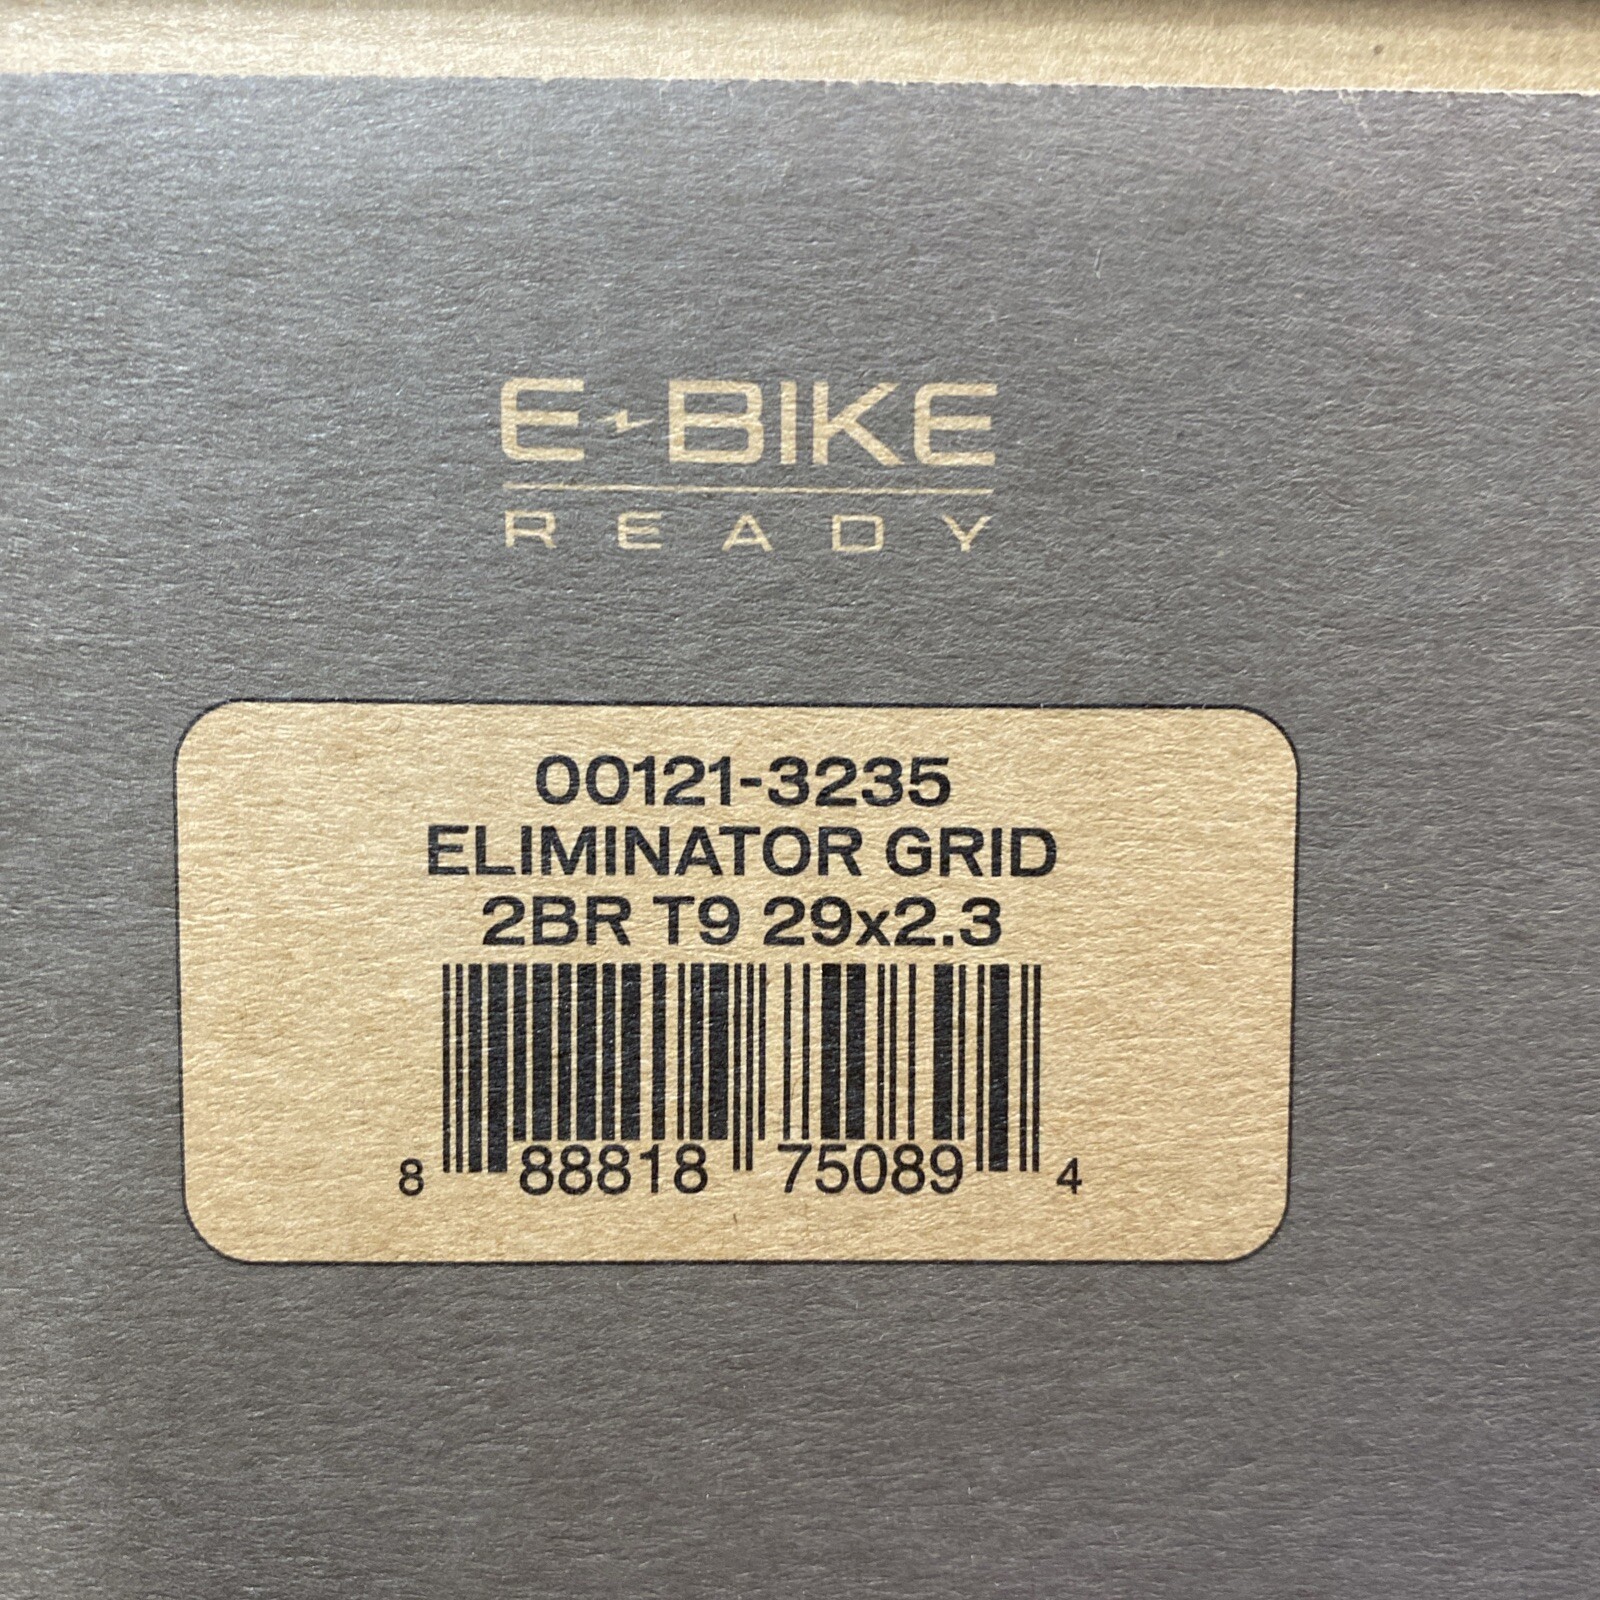 E-BIKE
READY
00121-3235
ELIMINATOR GRID
2BR T9 29x2.3
8 88818 75089 4